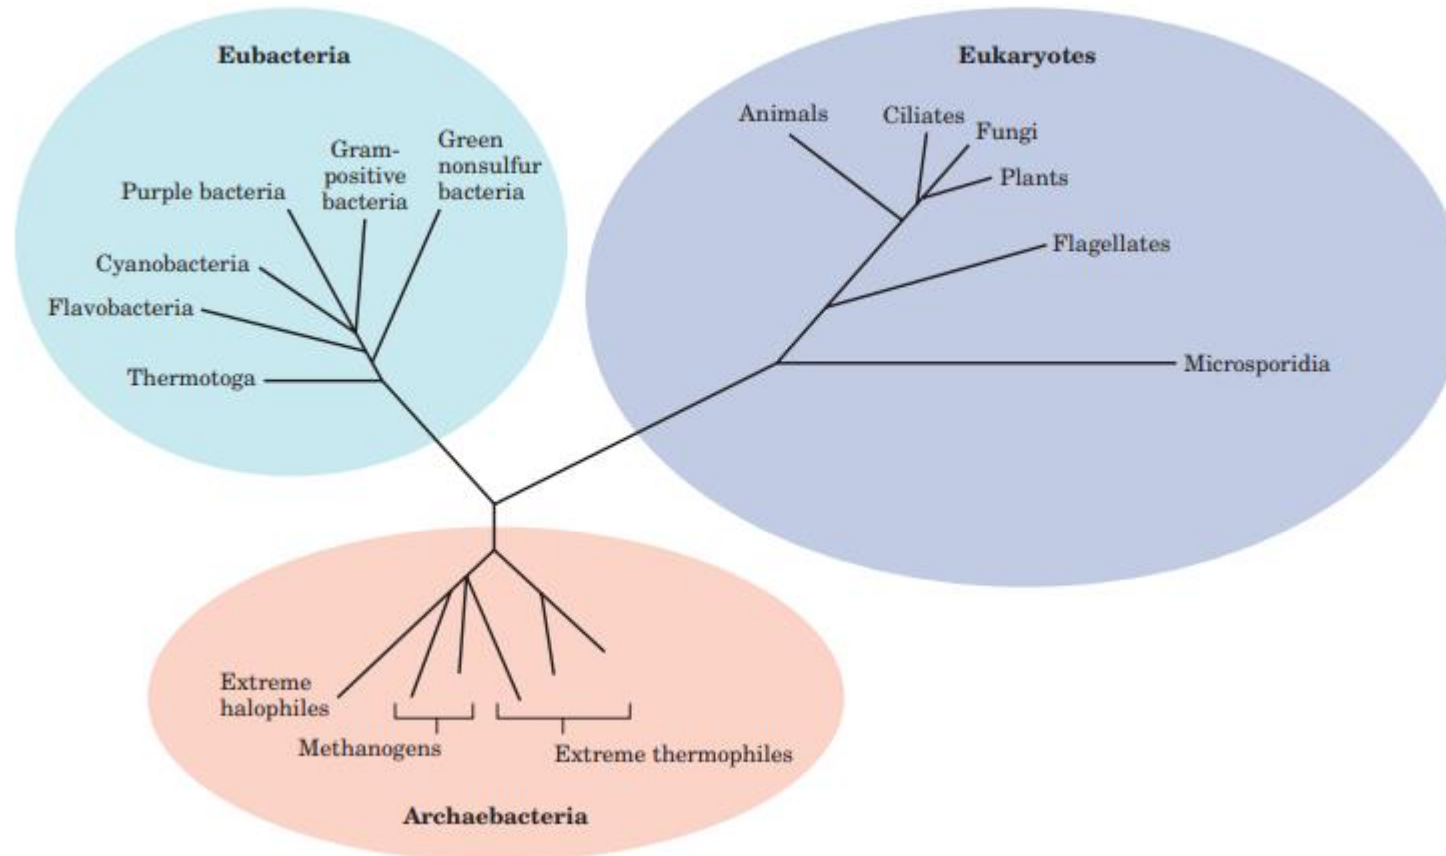 Eubacteria
Green
nonsulfur
bacteria
Gram-
positive
bacteria
Purple bacteria
Cyanobacteria
Flavobacteria
Thermotoga
Eukaryotes
Animals
Ciliates
Fungi
Plants
Flagellates
Microsporidia
Extreme
halophiles
Methanogens
Extreme thermophiles
Archaebacteria